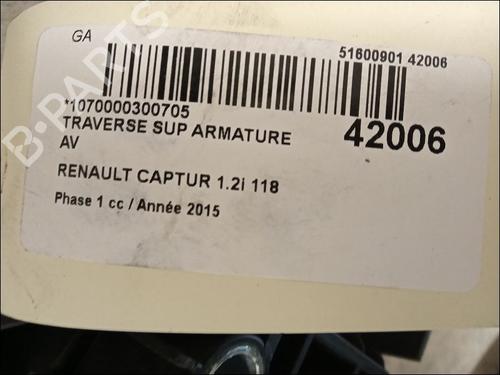 GA
51600901 42006
*1070000300705
TRAVERSE SUP ARMATURE
AV
42006
RENAULT CAPTUR 1.2i 118
Phase 1 cc / Année 2015
B-PARTS